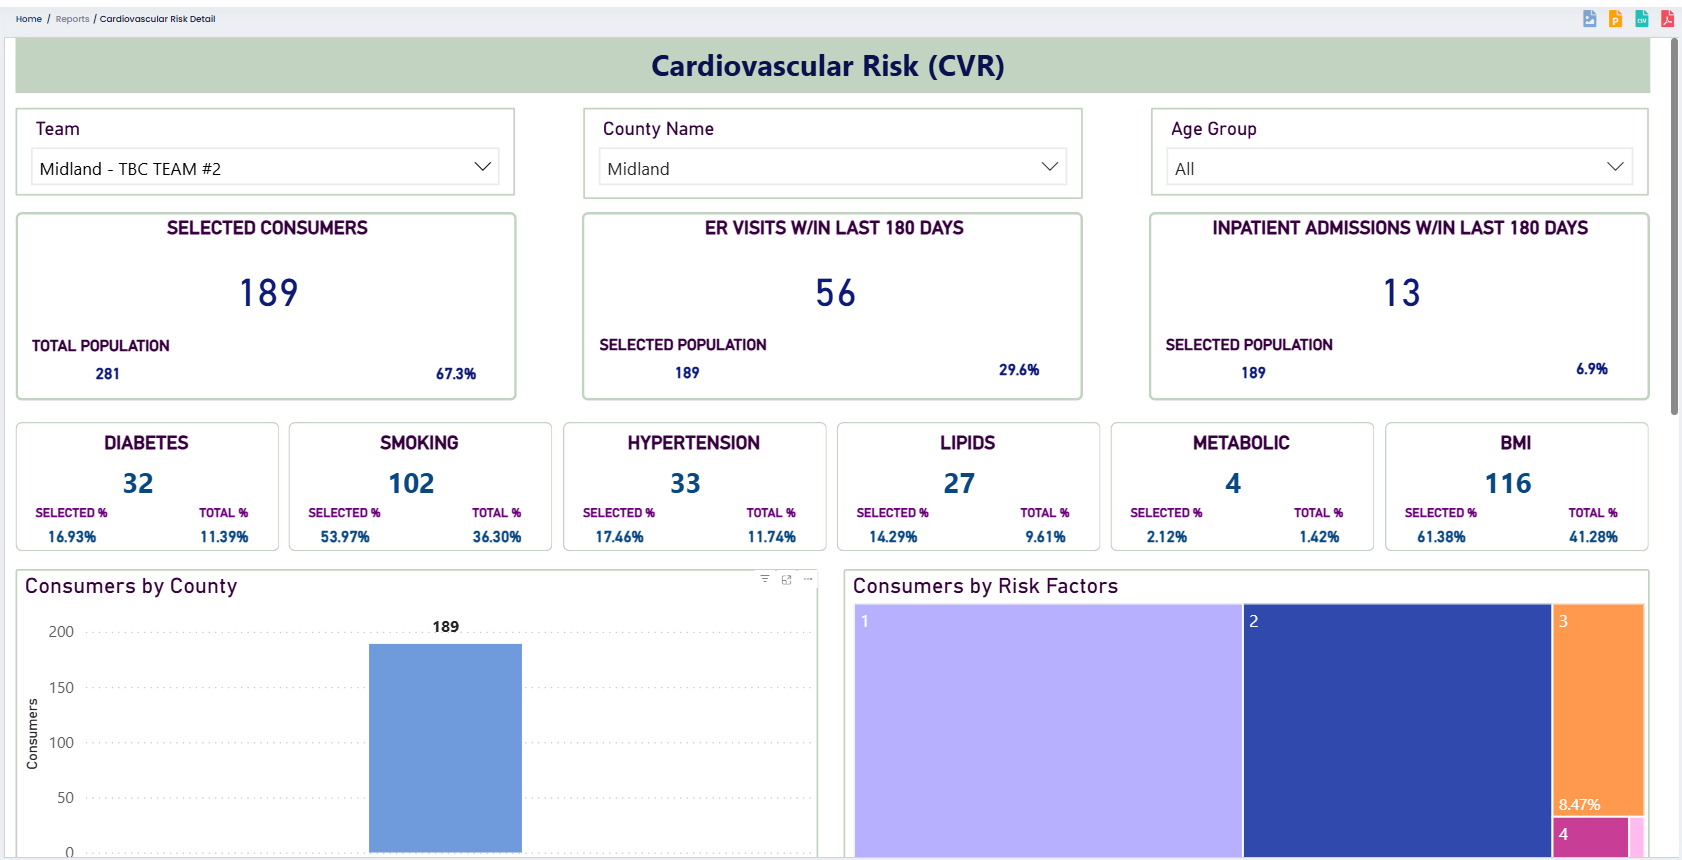 Home / Reports / Cardiovascular Risk Detail
Cardiovascular Risk (CVR)
Team
Midland - TBC TEAM #2
County Name
Midland
Age Group
All
SELECTED CONSUMERS
189
TOTAL POPULATION
281
67.3%
ER VISITS W/IN LAST 180 DAYS
56
SELECTED POPULATION
189
29.6%
INPATIENT ADMISSIONS W/IN LAST 180 DAYS
13
SELECTED POPULATION
189
6.9%
DIABETES
32
SELECTED % TOTAL %
16.93% 11.39%
SMOKING
102
SELECTED % TOTAL %
53.97% 36.30%
HYPERTENSION
33
SELECTED % TOTAL %
17.46% 11.74%
LIPIDS
27
SELECTED % TOTAL %
14.29% 9.61%
METABOLIC
4
SELECTED % TOTAL %
2.12% 1.42%
BMI
116
SELECTED % TOTAL %
61.38% 41.28%
Consumers by County
189
200
150
100
50
0
Consumers
Consumers by Risk Factors
1
2
3
8.47%
4